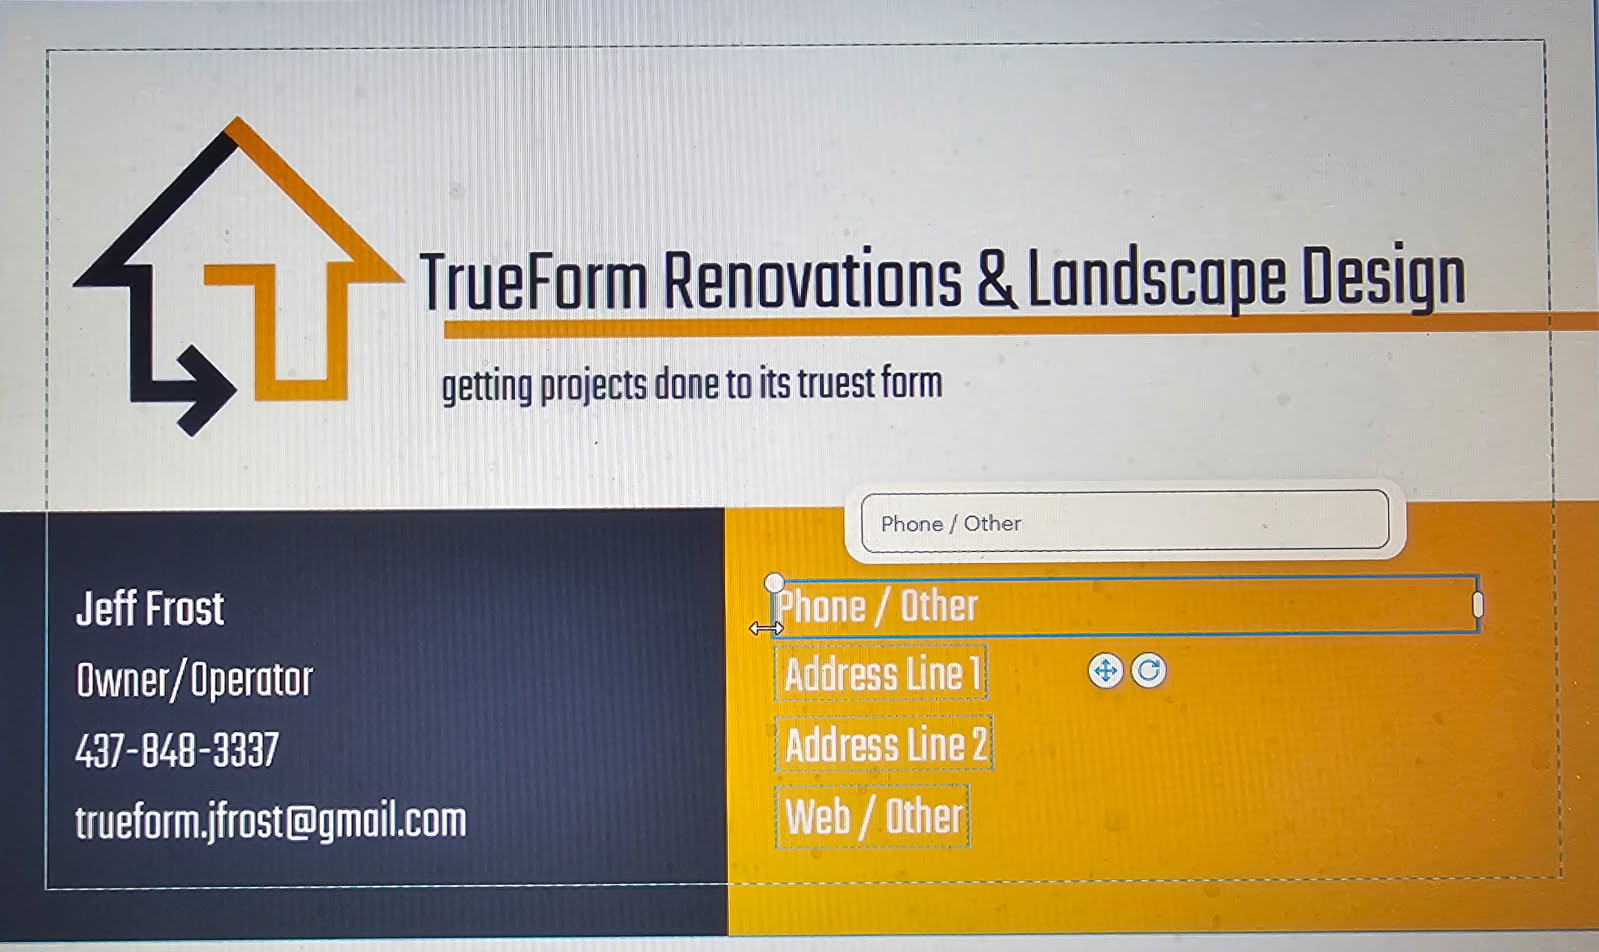 TrueForm Renovations & Landscape Design
getting projects done to its truest form
Phone / Other
Jeff Frost
Owner/Operator
437-848-3337
trueform.jfrost@gmail.com
Phone / Other
Address Line 1
Address Line 2
Web / Other